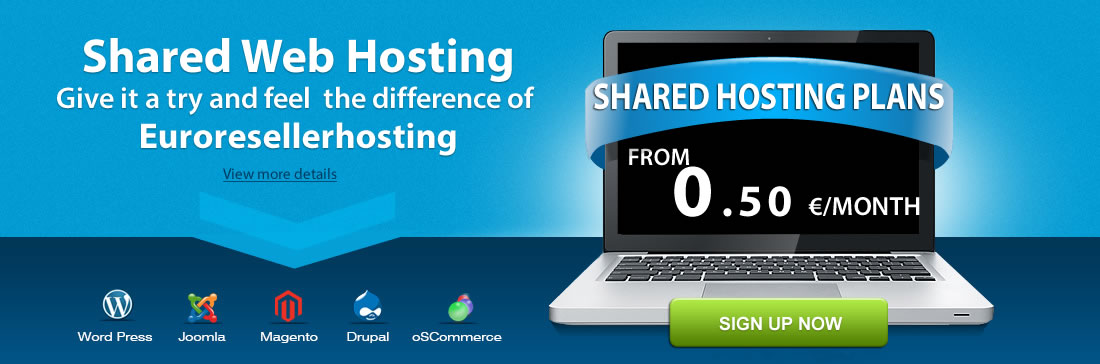 Shared Web Hosting
Give it a try and feel the difference of
Euroresellerhosting
View more details
SHARED HOSTING PLANS
FROM
0.50 €/MONTH
Word Press
Joomla
Magento
Drupal
oSCommerce
SIGN UP NOW